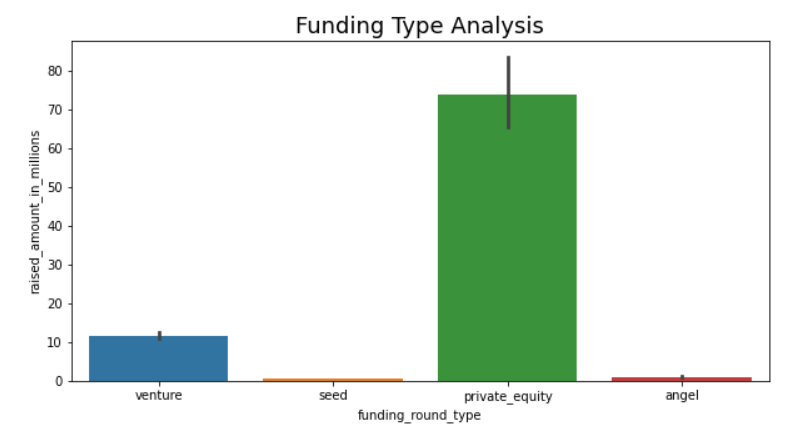 Funding Type Analysis
raised_amount_in_millions
80
70
60
50
40
30
20
10
0
venture seed private_equity angel
funding_round_type